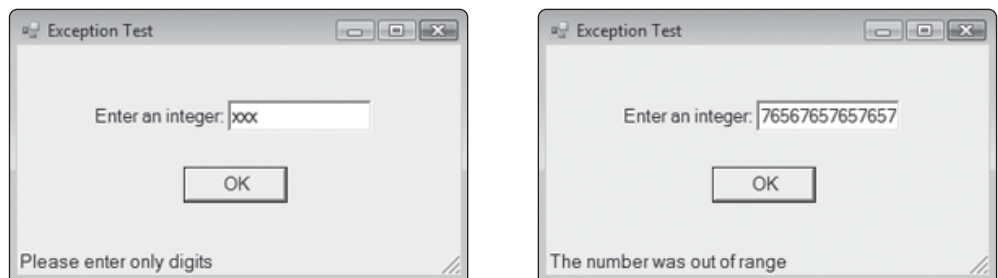 Exception Test
Enter an integer: xxx
OK
Please enter only digits
Exception Test
Enter an integer: 76567657657657
OK
The number was out of range